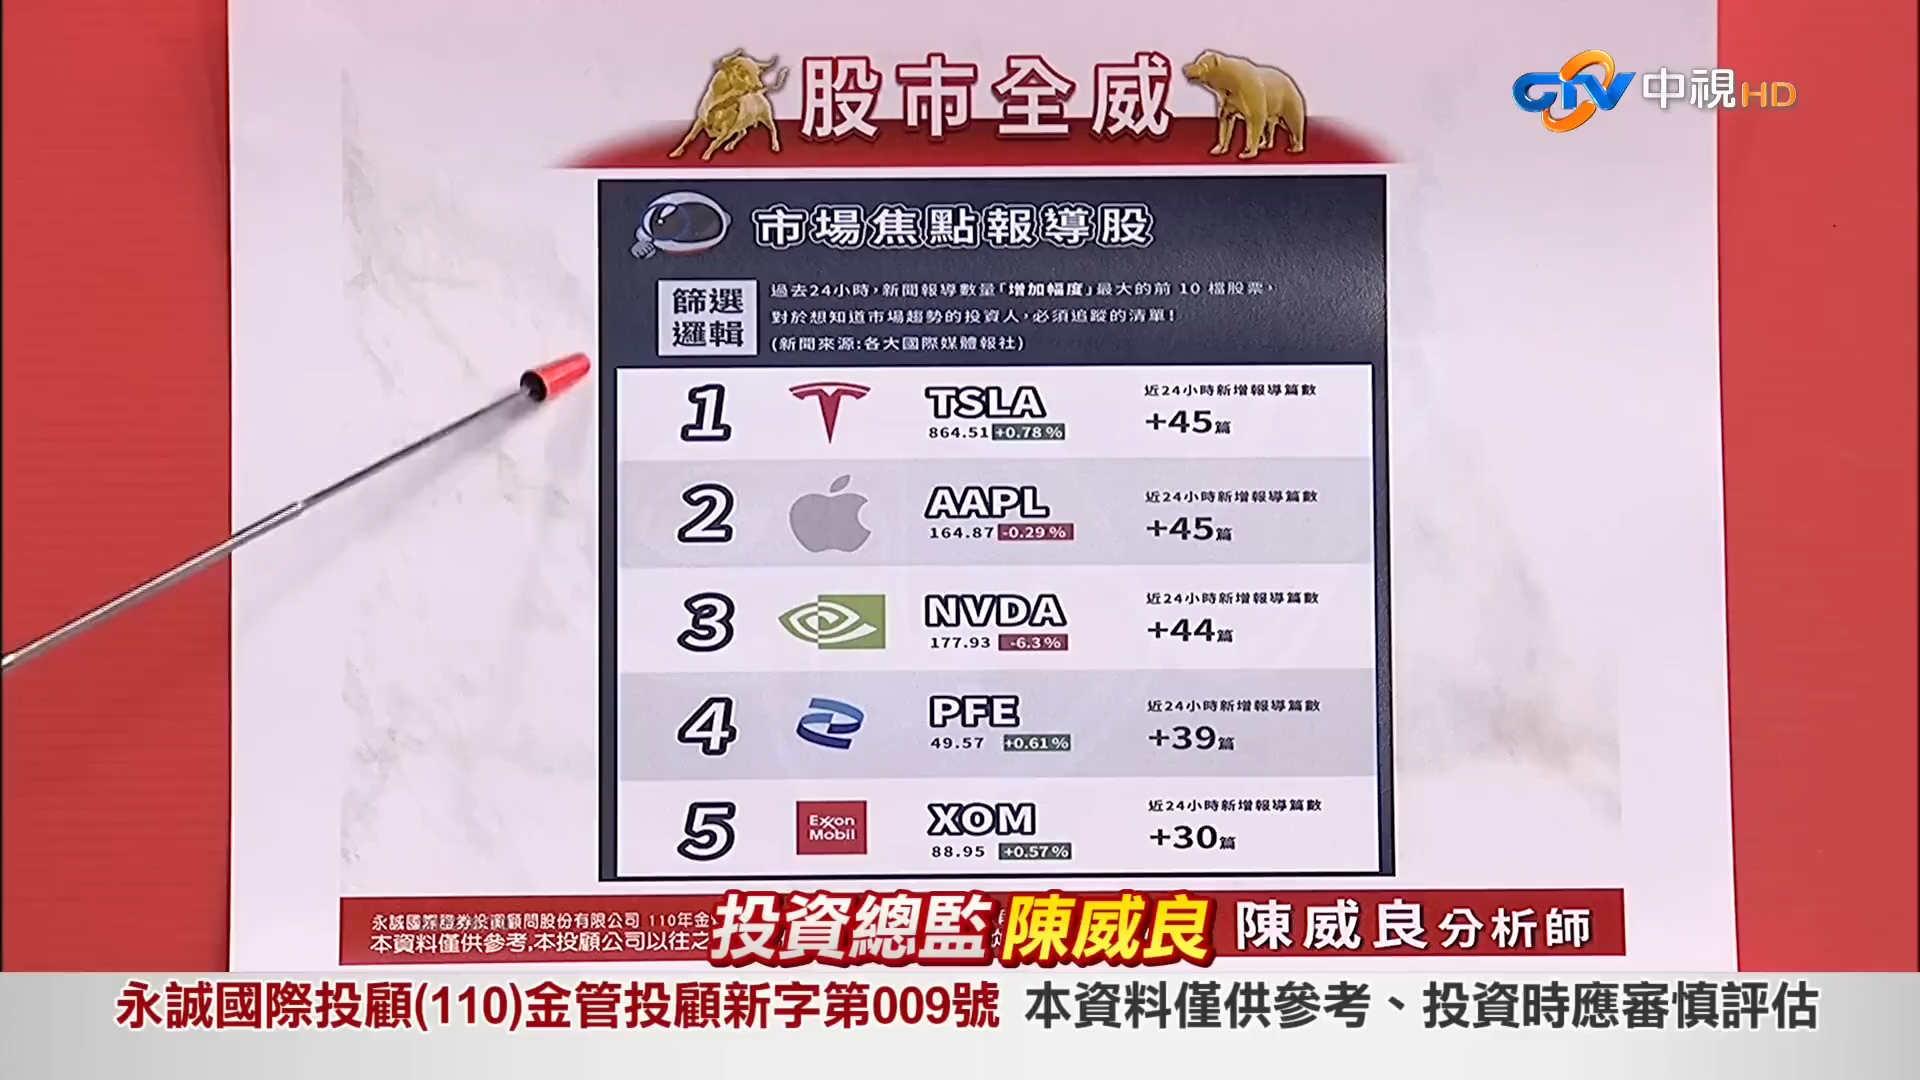 股市全威
CTV中視HD
市場焦點報導股
篩選
邏輯
過去24小時，新聞報導數量「增加幅度」最大的前 10 檔股票，
對於想知道市場趨勢的投資人，必須追蹤的清單！
(新聞來源:各大國際媒體報社)
1 TSLA 近24小時新增報導篇數
864.51 +0.78% +45篇
2 AAPL 近24小時新增報導篇數
164.87 -0.29% +45篇
3 NVDA 近24小時新增報導篇數
177.93 -6.3% +44篇
4 PFE 近24小時新增報導篇數
49.57 +0.61% +39篇
5 Exxon Mobil XOM 近24小時新增報導篇數
88.95 +0.57% +30篇
永誠國際證券投資顧問股份有限公司 110年金
本資料僅供參考,本投顧公司以往之
投資總監 陳威良 陳威良分析師
永誠國際投顧(110)金管投顧新字第009號 本資料僅供參考、投資時應審慎評估